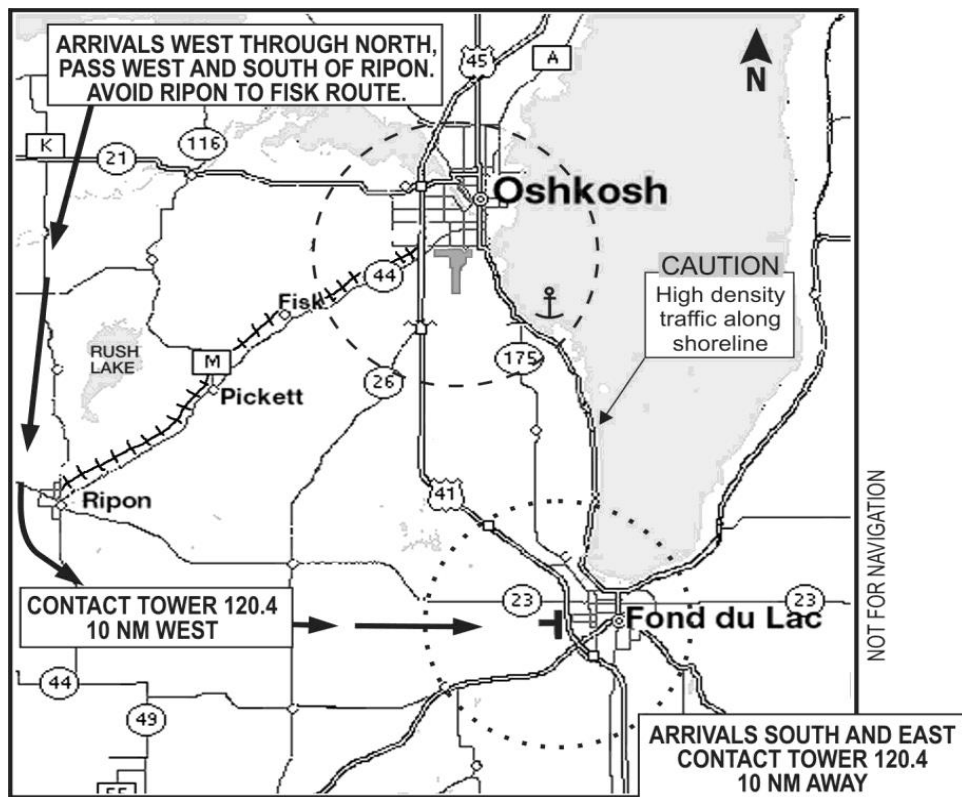 ARRIVALS WEST THROUGH NORTH,
PASS WEST AND SOUTH OF RIPON.
AVOID RIPON TO FISK ROUTE.
45
A
N
K
116
21
Oshkosh
CAUTION
High density
traffic along
shoreline
44
Fisk
RUSH
LAKE
M
175
26
Pickett
41
Ripon
NOT FOR NAVIGATION
CONTACT TOWER 120.4
10 NM WEST
23
23
Fond du Lac
44
49
ARRIVALS SOUTH AND EAST
CONTACT TOWER 120.4
10 NM AWAY